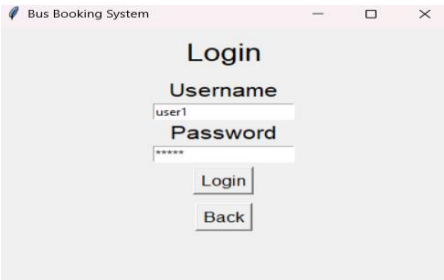 Bus Booking System
Login
Username
user1
Password
*****
Login
Back